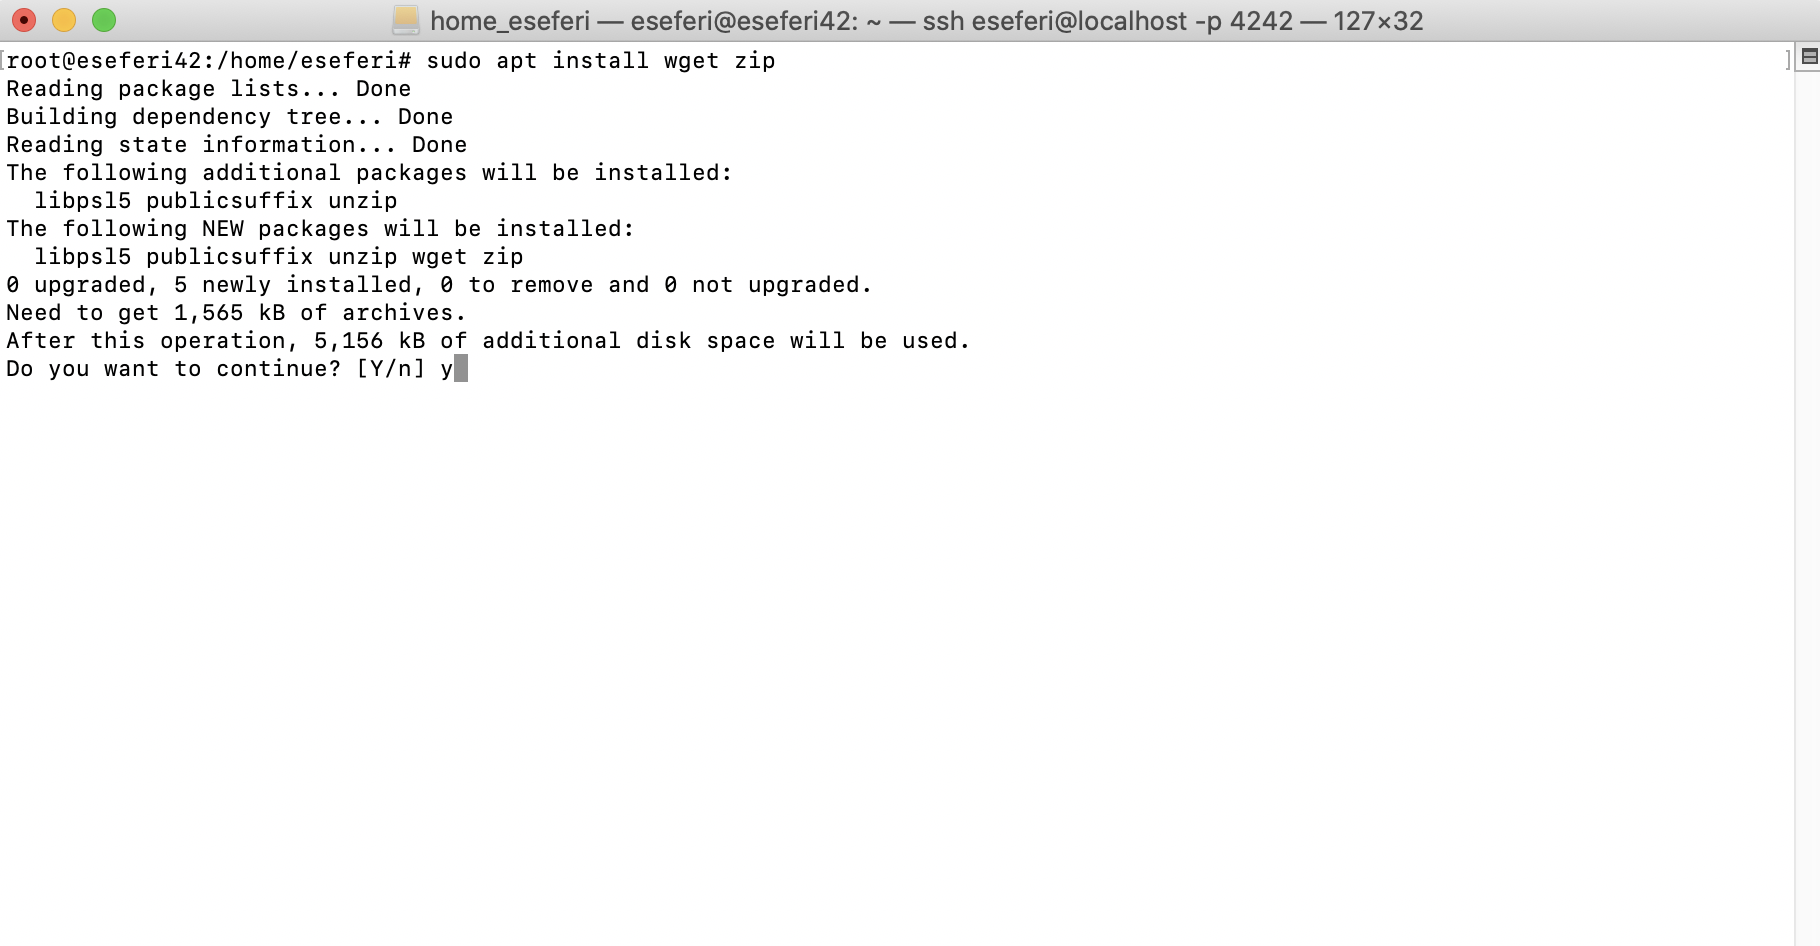 home_eseferi — eseferi@eseferi42: ~ — ssh eseferi@localhost -p 4242 — 127×32
[root@eseferi42:/home/eseferi# sudo apt install wget zip ]
Reading package lists... Done
Building dependency tree... Done
Reading state information... Done
The following additional packages will be installed:
  libpsl5 publicsuffix unzip
The following NEW packages will be installed:
  libpsl5 publicsuffix unzip wget zip
0 upgraded, 5 newly installed, 0 to remove and 0 not upgraded.
Need to get 1,565 kB of archives.
After this operation, 5,156 kB of additional disk space will be used.
Do you want to continue? [Y/n] y